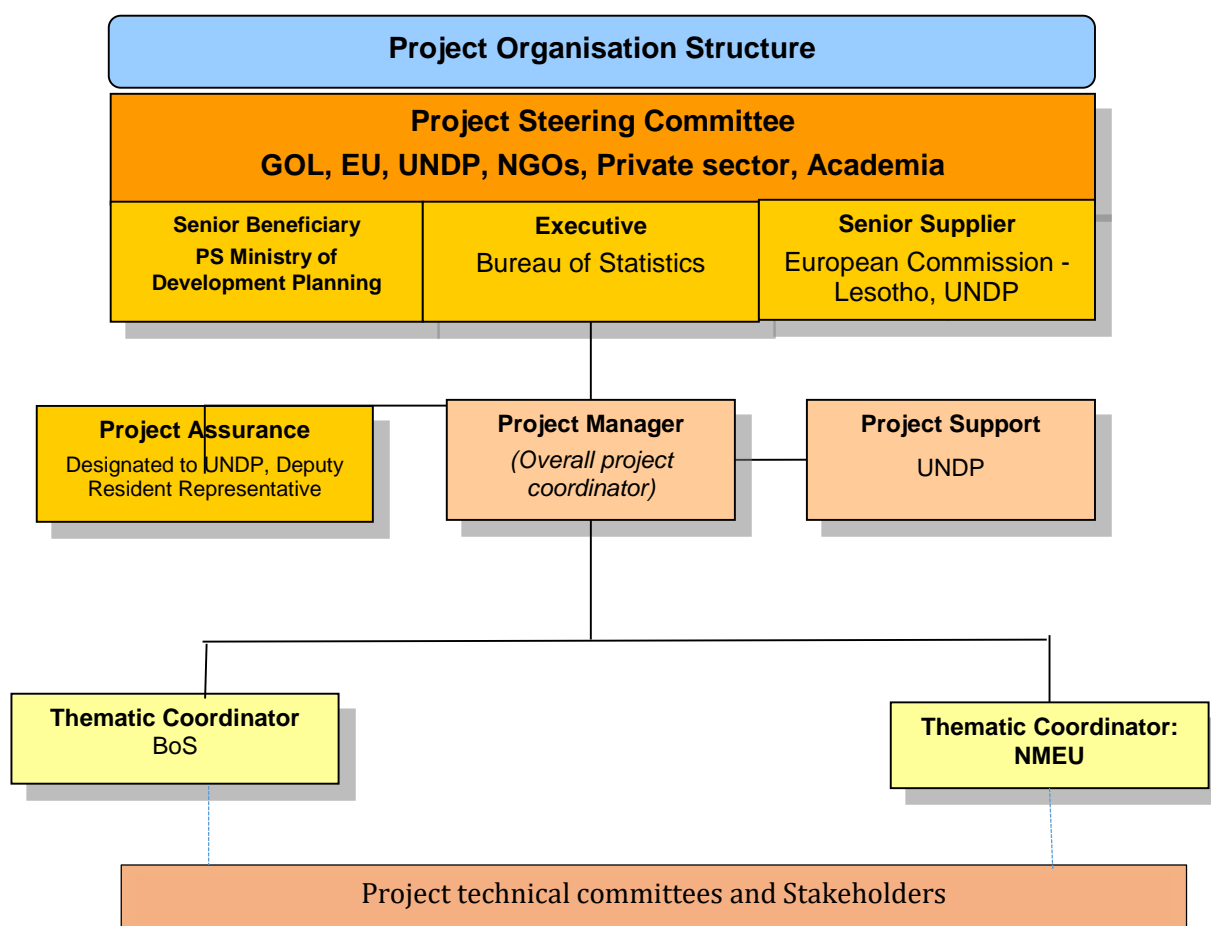 Project Organisation Structure
Project Steering Committee
GOL, EU, UNDP, NGOs, Private sector, Academia
Senior Beneficiary
PS Ministry of
Development Planning
Executive
Bureau of Statistics
Senior Supplier
European Commission -
Lesotho, UNDP
Project Assurance
Designated to UNDP, Deputy
Resident Representative
Project Manager
(Overall project
coordinator)
Project Support
UNDP
Thematic Coordinator
BoS
Thematic Coordinator:
NMEU
Project technical committees and Stakeholders